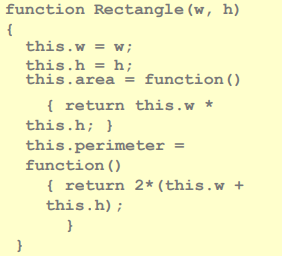 function Rectangle(w, h)
{
this.w = w;
this.h = h;
this.area = function()
{ return this.w *
this.h; }
this.perimeter =
function()
{ return 2*(this.w +
this.h);
}
}